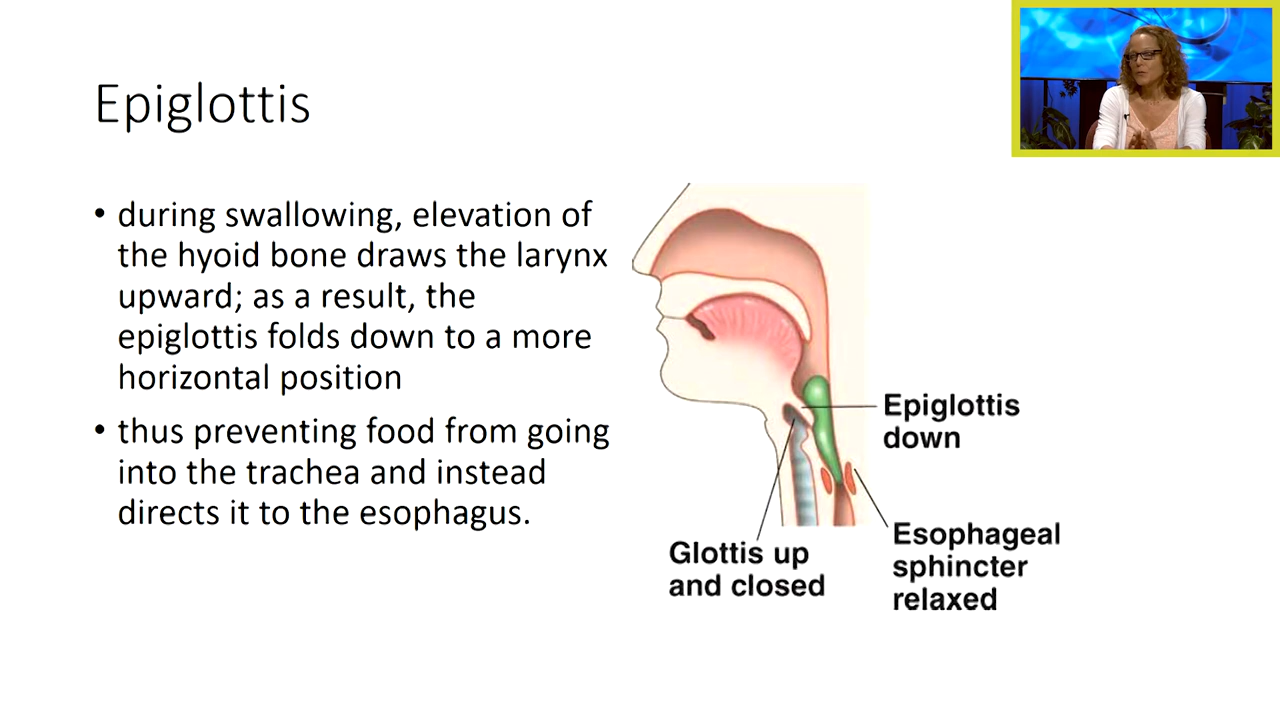 Epiglottis
• during swallowing, elevation of
the hyoid bone draws the larynx
upward; as a result, the
epiglottis folds down to a more
horizontal position
• thus preventing food from going
into the trachea and instead
directs it to the esophagus.
Epiglottis
down
Glottis up
and closed
Esophageal
sphincter
relaxed